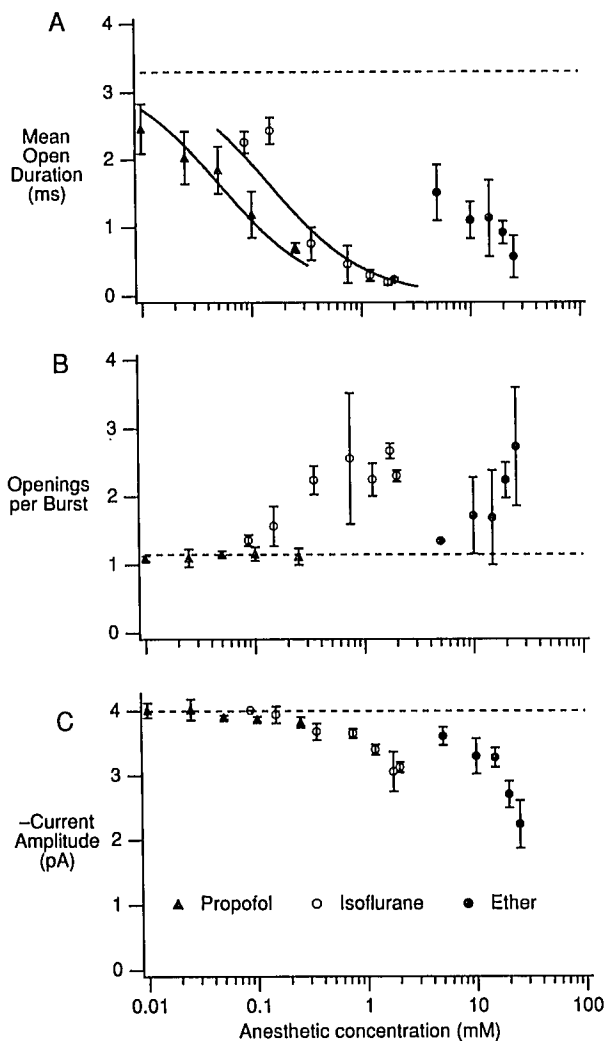 A
4
3
2
1
0
Mean
Open
Duration
(ms)
B
4
3
2
1
0
Openings
per Burst
C
4
3
2
1
0
–Current
Amplitude
(pA)
Propofol
Isoflurane
Ether
0.01
0.1
1
10
100
Anesthetic concentration (mM)